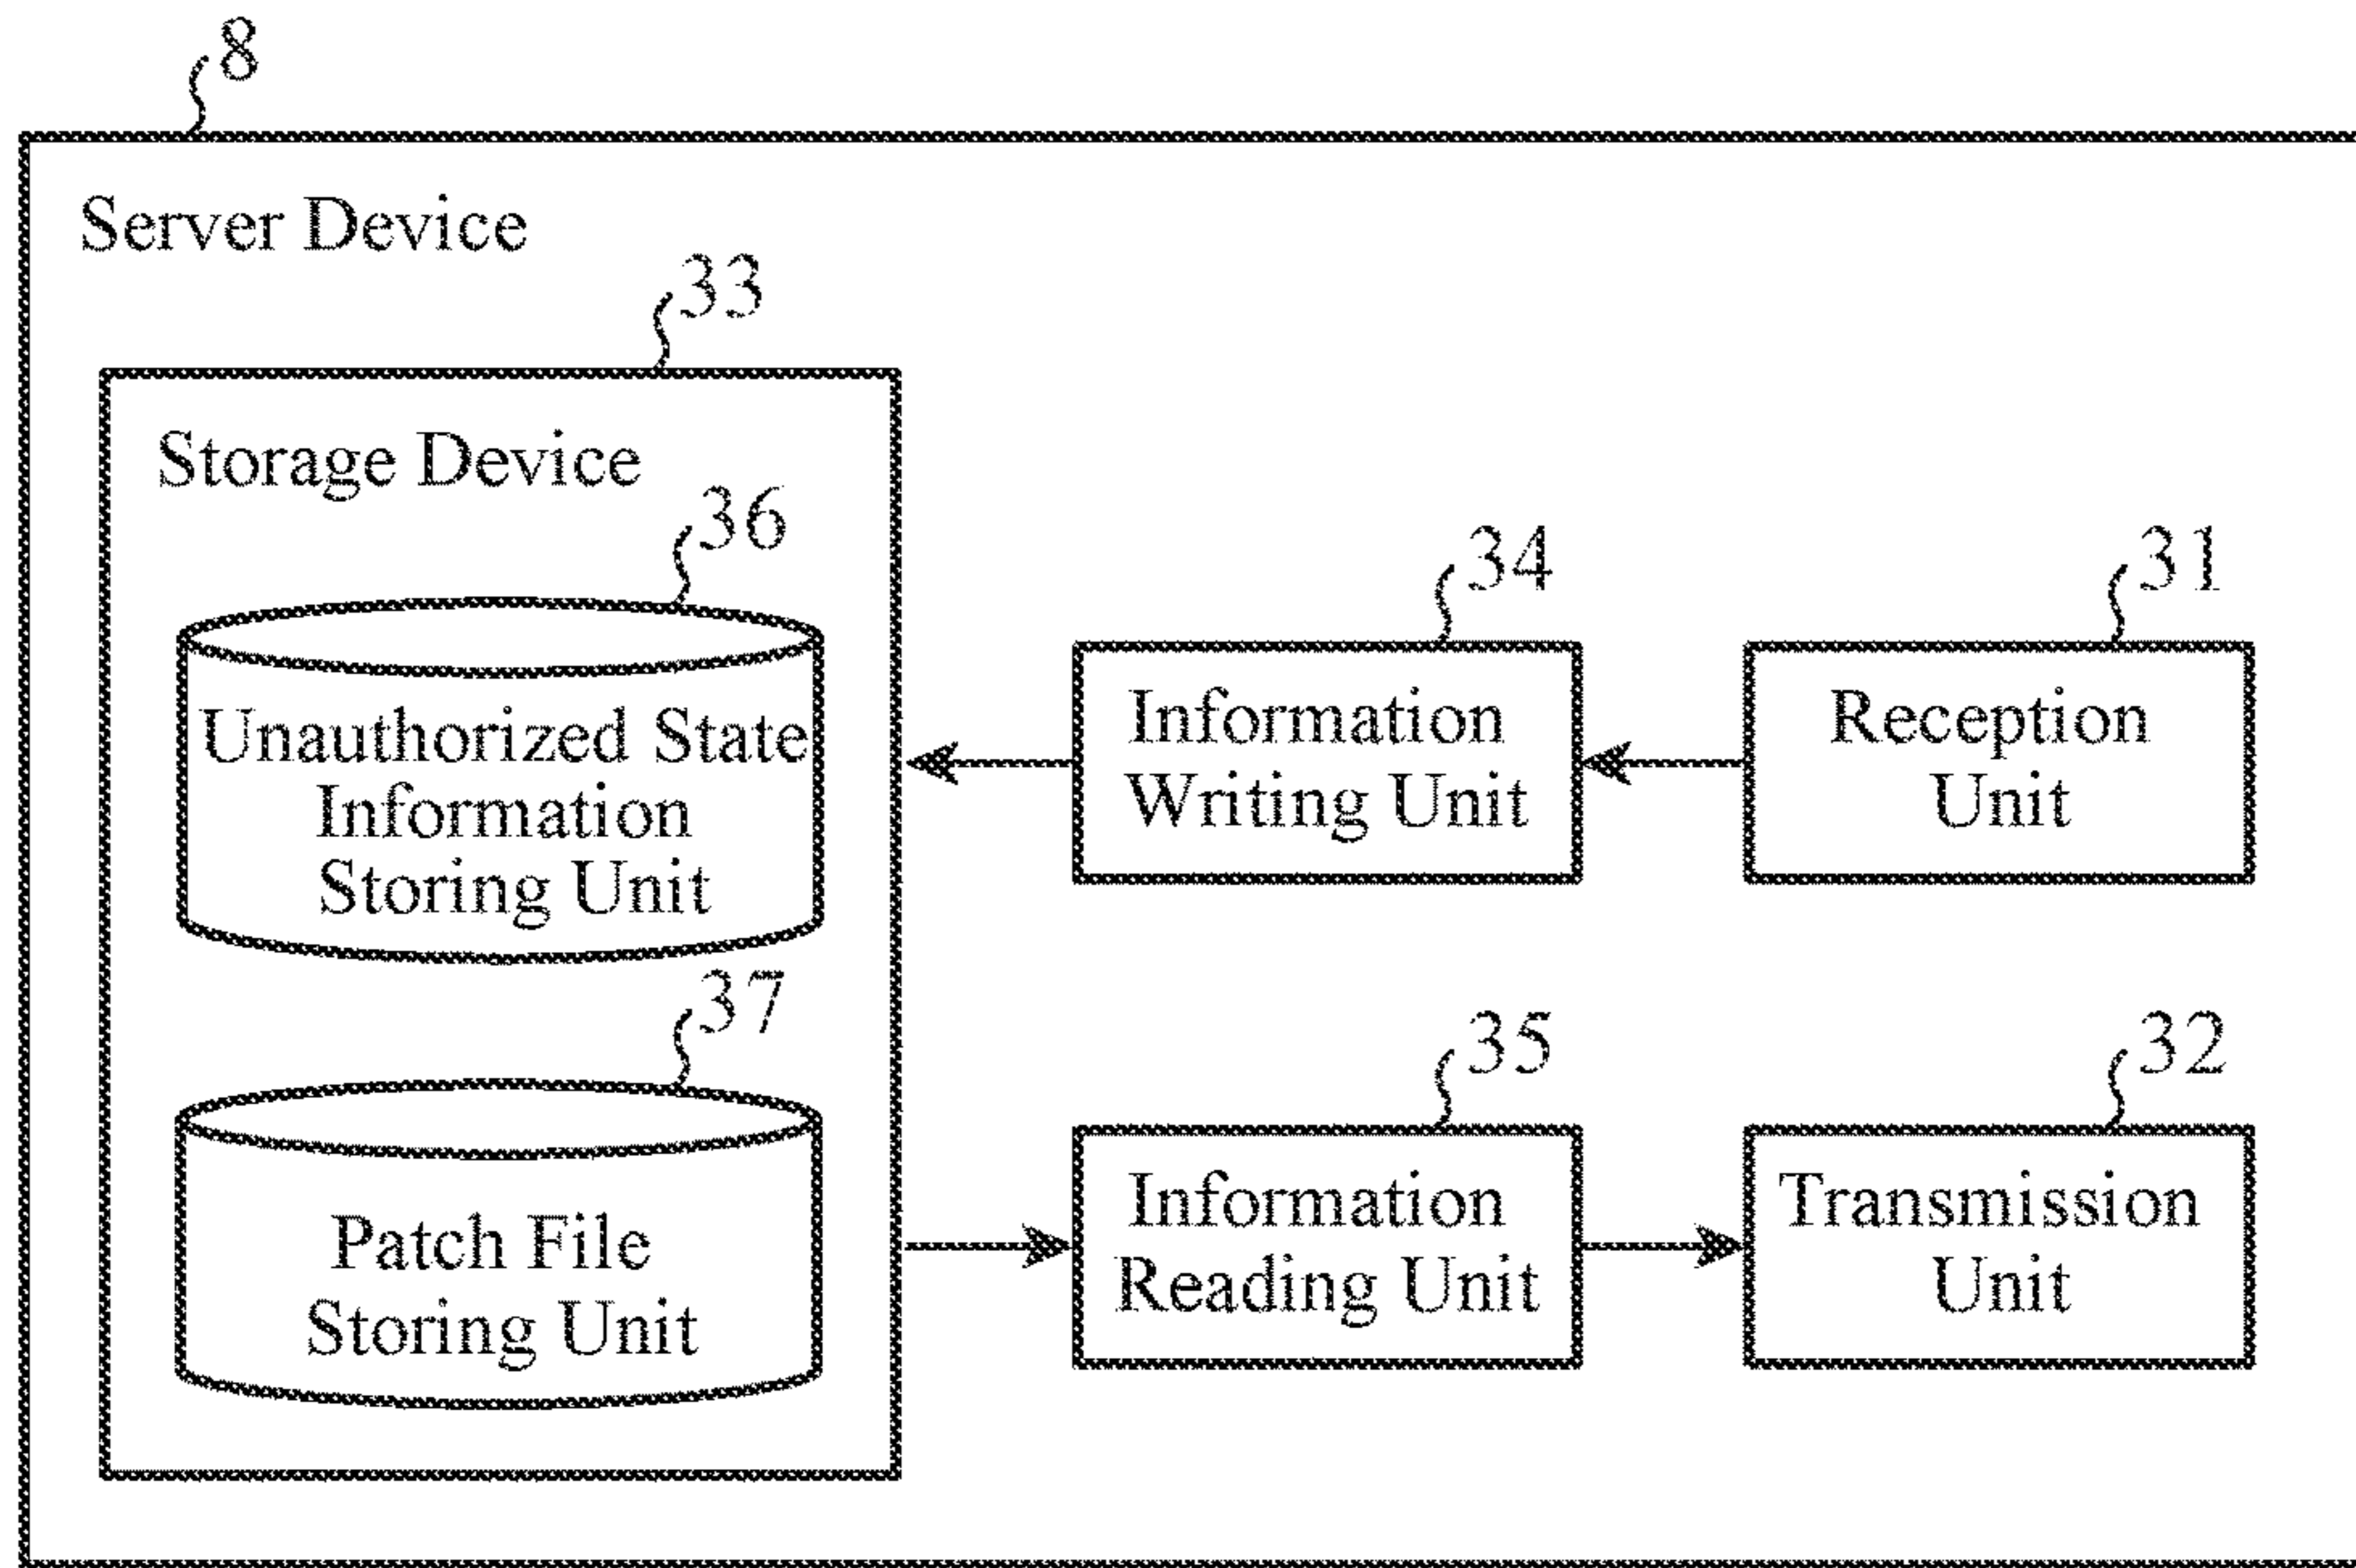 8
Server Device
33
Storage Device
36
Unauthorized State
Information
Storing Unit
34
Information
Writing Unit
31
Reception
Unit
37
Patch File
Storing Unit
35
Information
Reading Unit
32
Transmission
Unit